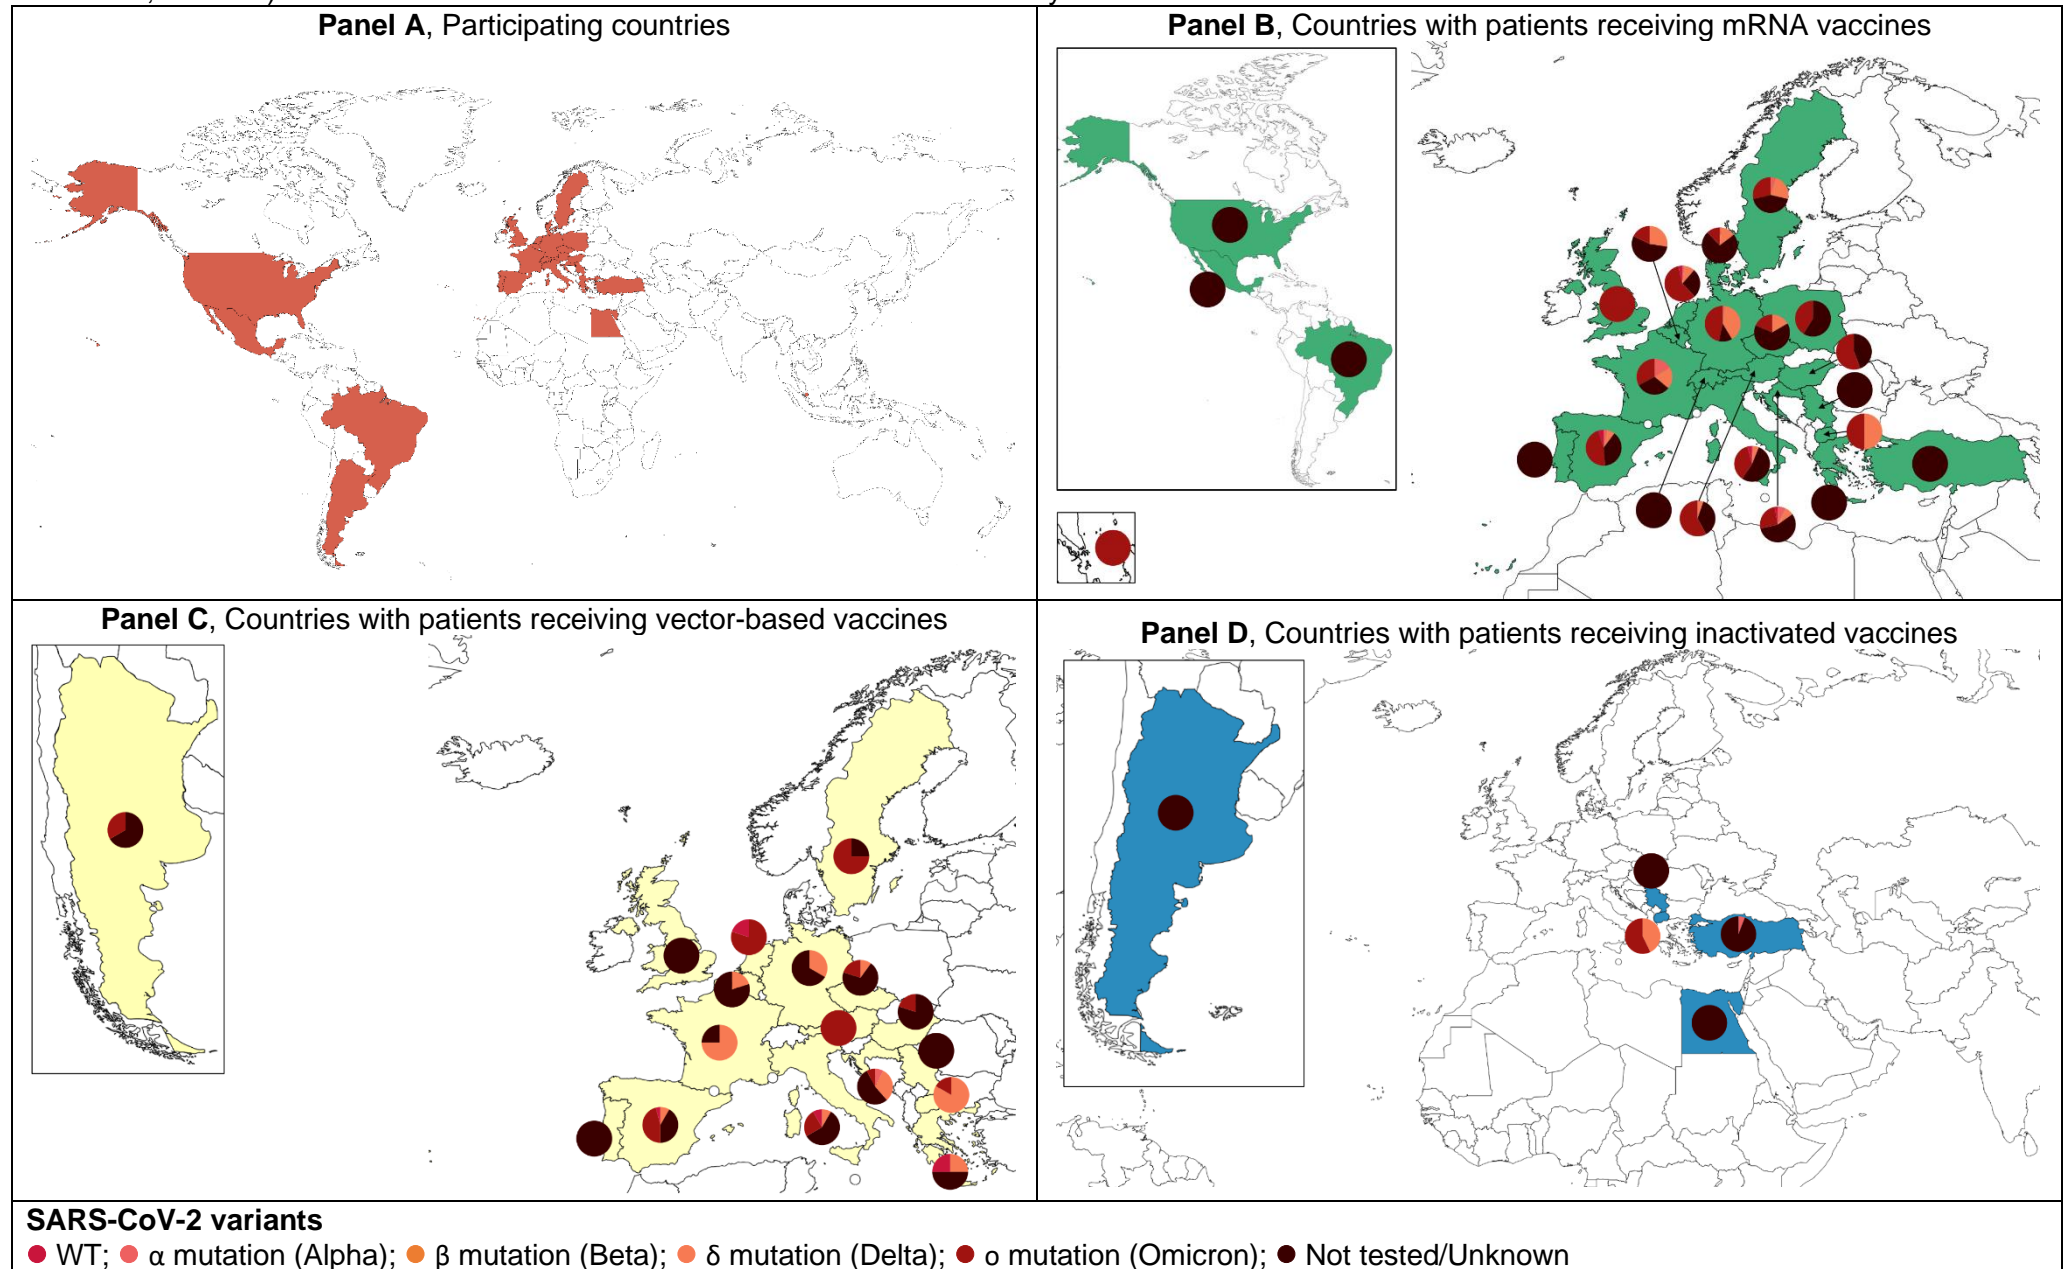 Panel A, Participating countries
Panel B, Countries with patients receiving mRNA vaccines
Panel C, Countries with patients receiving vector-based vaccines
Panel D, Countries with patients receiving inactivated vaccines
SARS-CoV-2 variants
WT; α mutation (Alpha); β mutation (Beta); δ mutation (Delta); ο mutation (Omicron); Not tested/Unknown